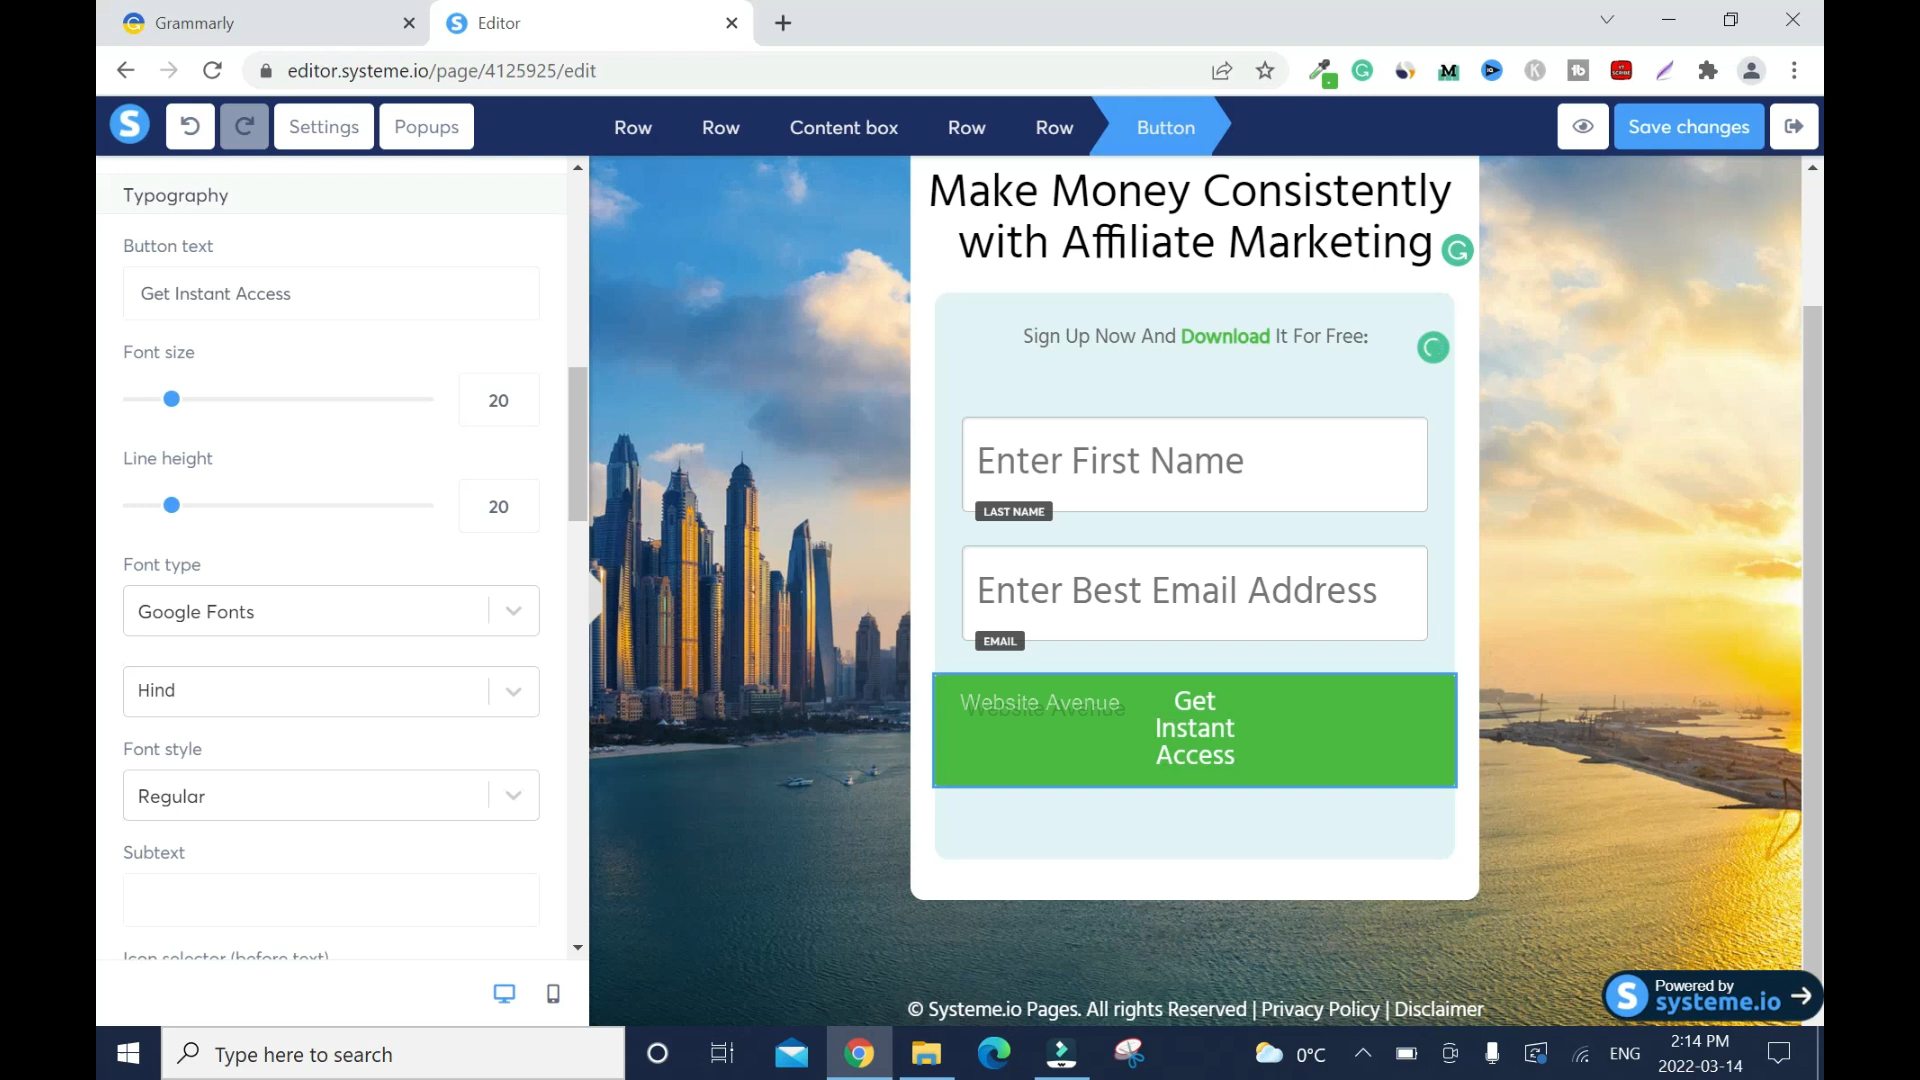 Grammarly
Editor
editor.systeme.io/page/4125925/edit
Settings
Popups
Row
Row
Content box
Row
Row
Button
Save changes
Typography
Button text
Get Instant Access
Font size
20
Line height
20
Font type
Google Fonts
Hind
Font style
Regular
Subtext
Icon selector (before text)
Make Money Consistently
with Affiliate Marketing
Sign Up Now And Download It For Free:
Enter First Name
LAST NAME
Enter Best Email Address
EMAIL
Website Avenue
Get
Instant
Access
© Systeme.io Pages. All rights Reserved | Privacy Policy | Disclaimer
Powered by
systeme.io
Type here to search
0°C
ENG
2:14 PM
2022-03-14